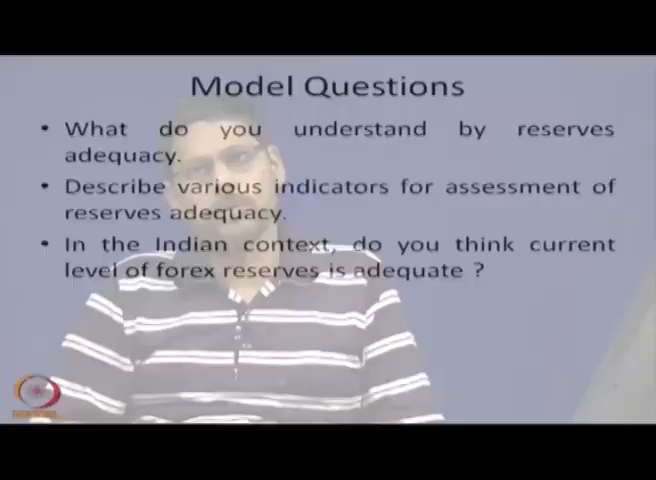 Model Questions
• What do you understand by reserves
adequacy.
• Describe various indicators for assessment of
reserves adequacy.
• In the Indian context, do you think current
level of forex reserves is adequate ?